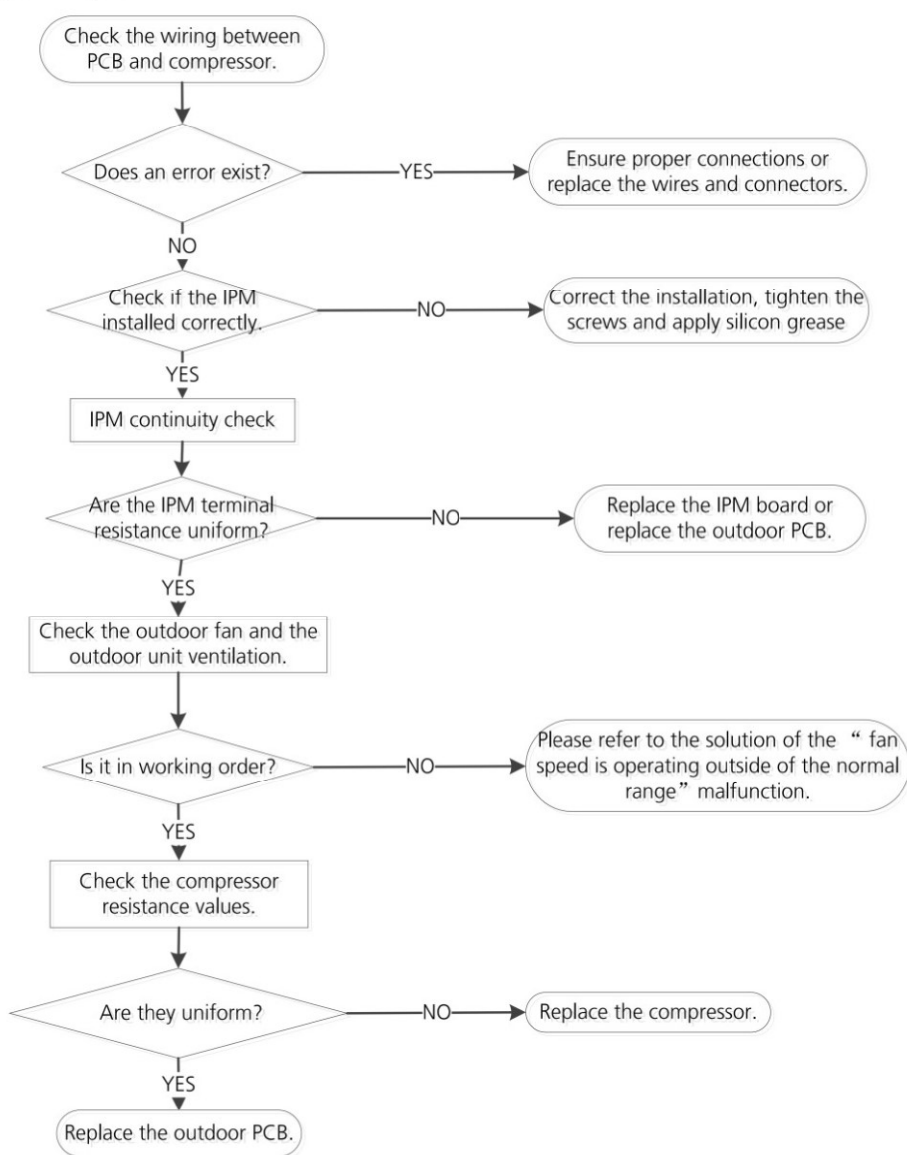 Check the wiring between
PCB and compressor.
Does an error exist?
YES
Ensure proper connections or
replace the wires and connectors.
NO
Check if the IPM
installed correctly.
NO
Correct the installation, tighten the
screws and apply silicon grease
YES
IPM continuity check
Are the IPM terminal
resistance uniform?
NO
Replace the IPM board or
replace the outdoor PCB.
YES
Check the outdoor fan and the
outdoor unit ventilation.
Is it in working order?
NO
Please refer to the solution of the “ fan
speed is operating outside of the normal
range” malfunction.
YES
Check the compressor
resistance values.
Are they uniform?
NO
Replace the compressor.
YES
Replace the outdoor PCB.